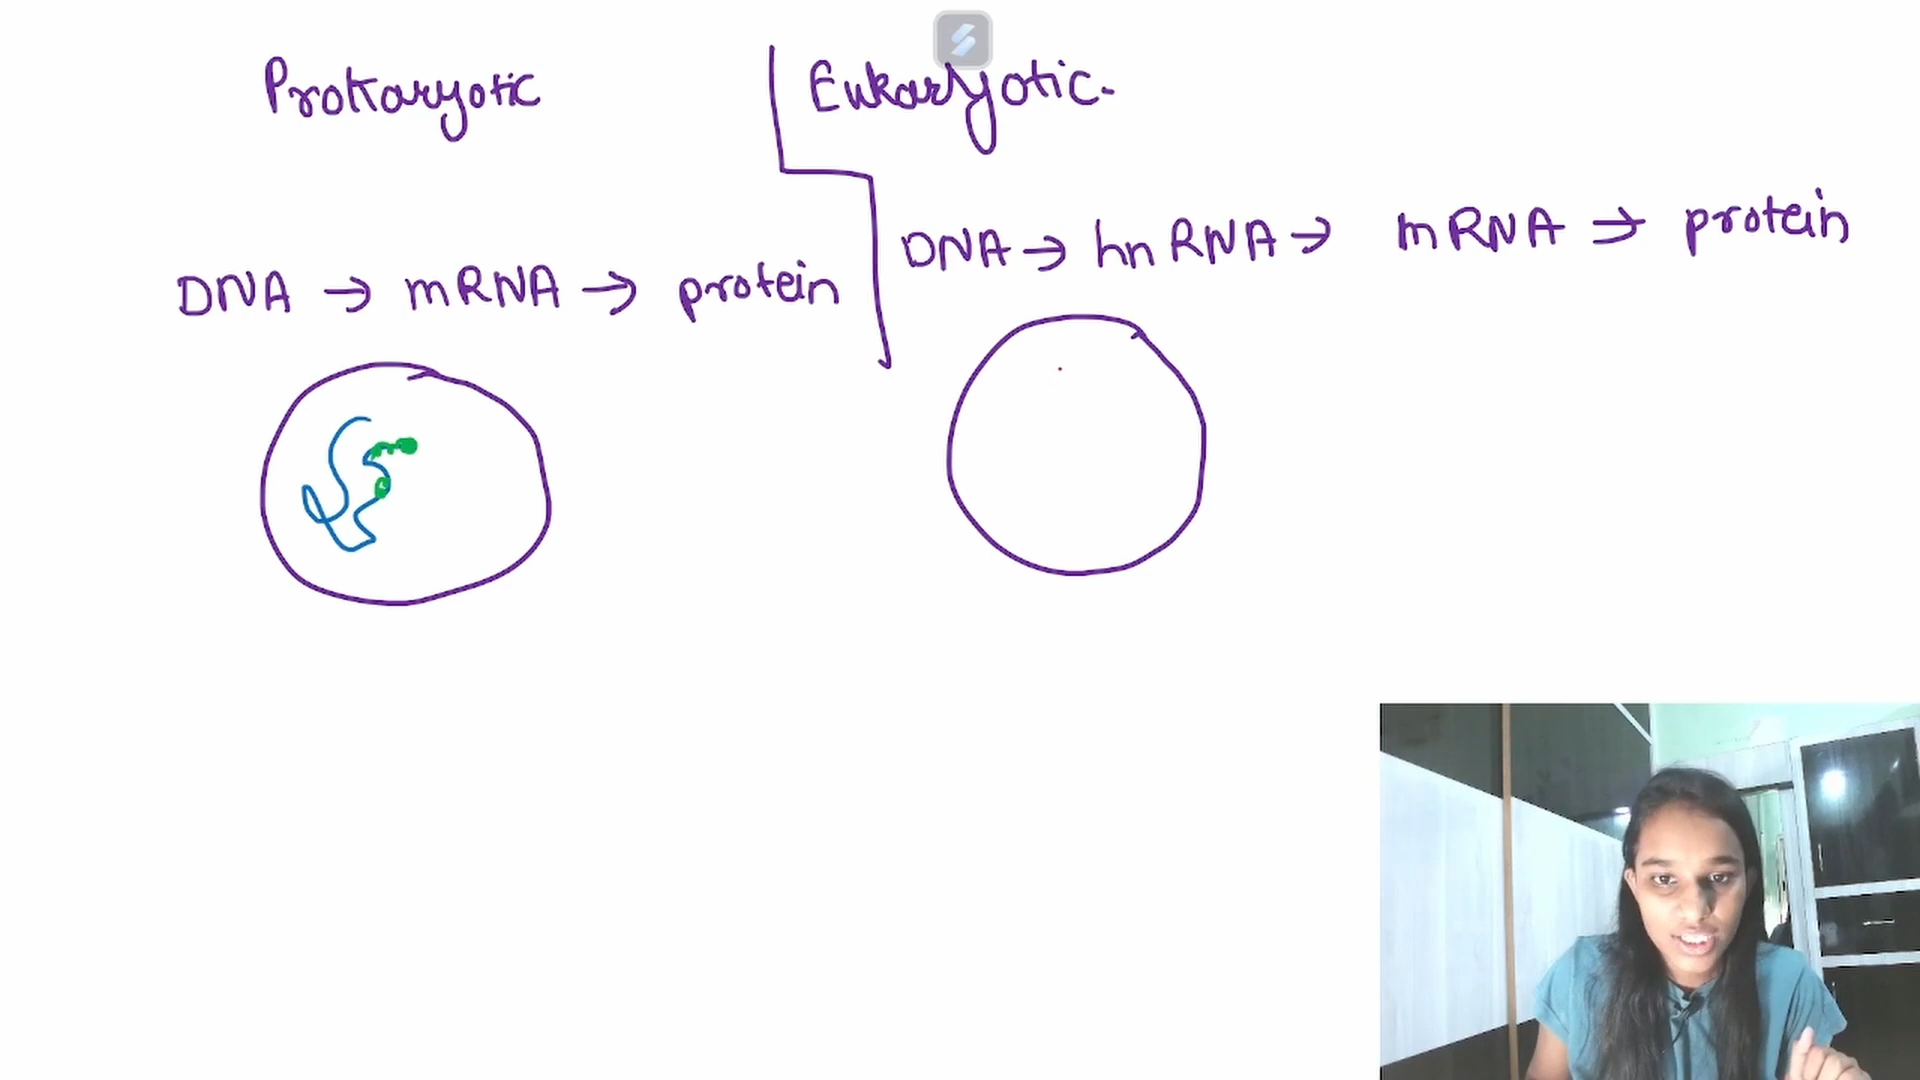 Prokaryotic
Eukaryotic.
DNA → mRNA → protein
DNA → hnRNA → mRNA → protein